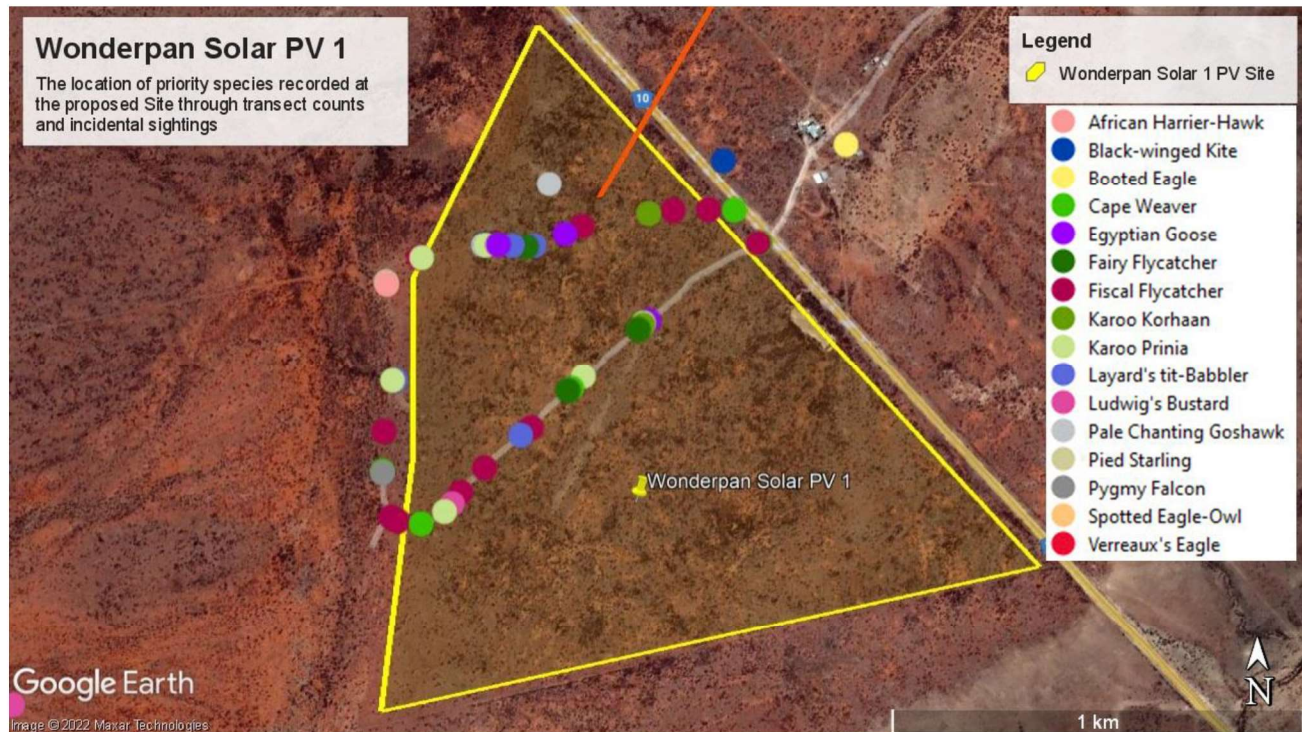 Wonderpan Solar PV 1
The location of priority species recorded at
the proposed Site through transect counts
and incidental sightings
Legend
Wonderpan Solar 1 PV Site
10
African Harrier-Hawk
Black-winged Kite
Booted Eagle
Cape Weaver
Egyptian Goose
Fairy Flycatcher
Fiscal Flycatcher
Karoo Korhaan
Karoo Prinia
Layard's tit-Babbler
Ludwig's Bustard
Pale Chanting Goshawk
Pied Starling
Pygmy Falcon
Spotted Eagle-Owl
Verreaux's Eagle
Wonderpan Solar PV 1
Google Earth
Image © 2022 Maxar Technologies
N
1 km